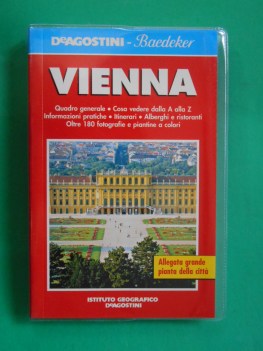 DEAGOSTINI - Baedeker
VIENNA
Quadro generale • Cosa vedere dalla A alla Z
Informazioni pratiche • Itinerari • Alberghi e ristoranti
Oltre 180 fotografie e piantine a colori
Allegata grande
pianta della città
ISTITUTO GEOGRAFICO
DEAGOSTINI